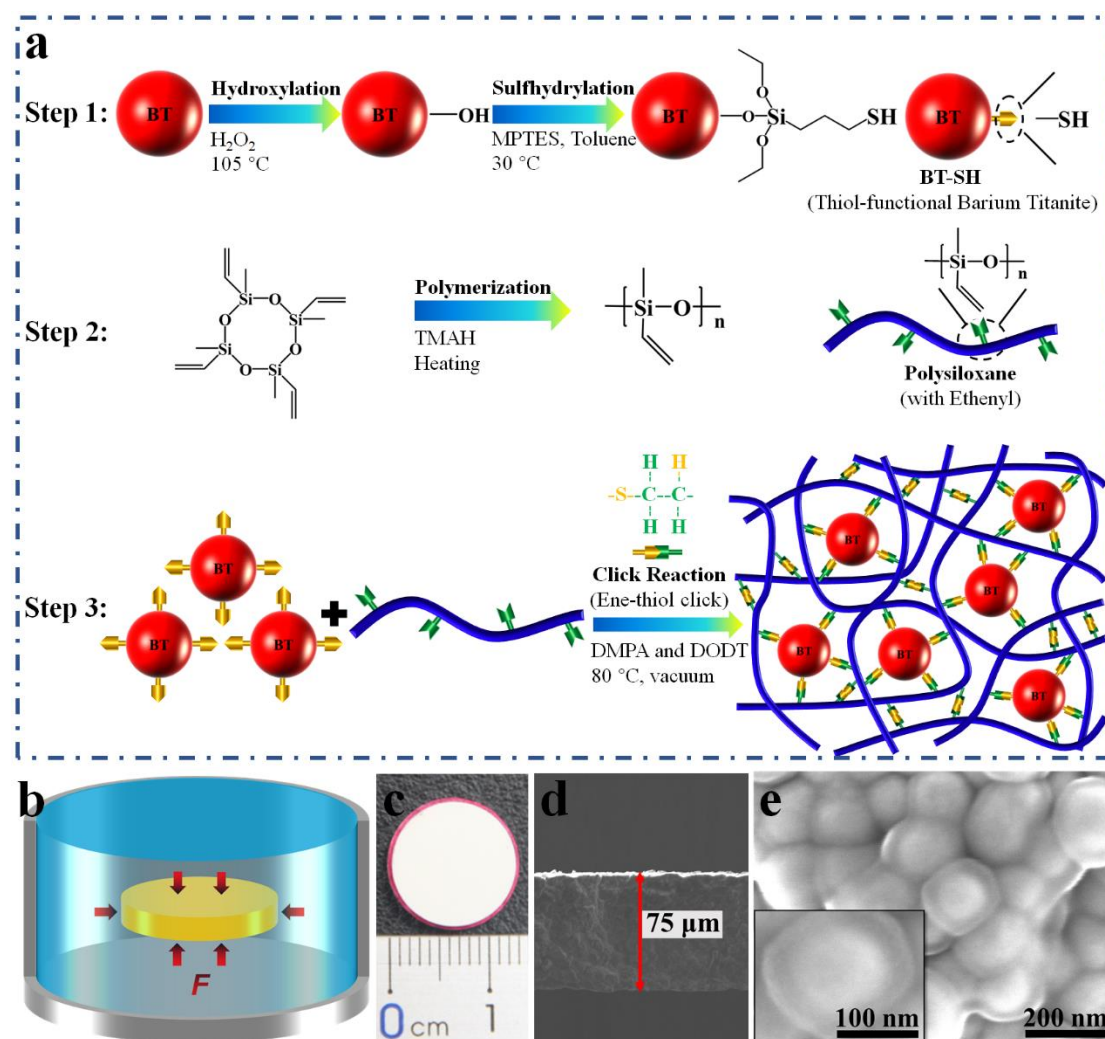 a
Step 1:
BT
Hydroxylation
H₂O₂
105 °C
BT
OH
Sulfhydrylation
MPTES, Toluene
30 °C
BT
O
O
Si
O
O
SH
BT
SH
BT-SH
(Thiol-functional Barium Titanite)
Step 2:
Si
O
Si
O
Si
O
Si
O
Polymerization
TMAH
Heating
Si
O
n
Si
O
n
Polysiloxane
(with Ethenyl)
Step 3:
BT
BT
BT
+
H H
-S-C-C-
H H
Click Reaction
(Ene-thiol click)
DMPA and DODT
80 °C, vacuum
BT
BT
BT
BT
BT
BT
b
F
c
0 cm 1
d
75 μm
e
100 nm
200 nm